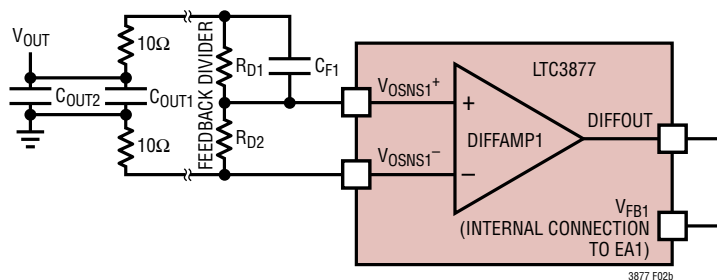 VOUT
10Ω
COUT2
COUT1
10Ω
FEEDBACK DIVIDER
RD1
CF1
RD2
LTC3877
VOSNS1+
+
DIFFAMP1
DIFFOUT
VOSNS1–
–
VFB1
(INTERNAL CONNECTION
TO EA1)
3877 F02b